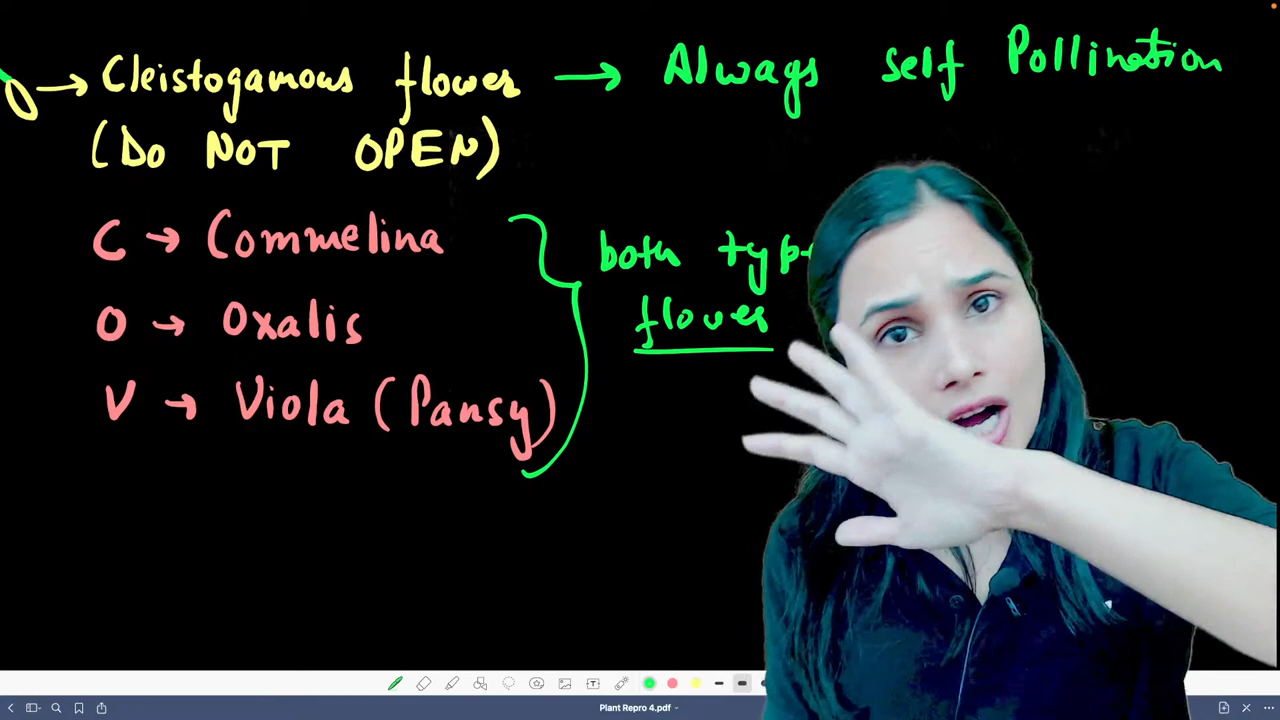 → Cleistogamous flower → Always self Pollination
(DO NOT OPEN)
C → Commelina
O → Oxalis
V → Viola (Pansy)
both
flower
Plant Repro 4.pdf